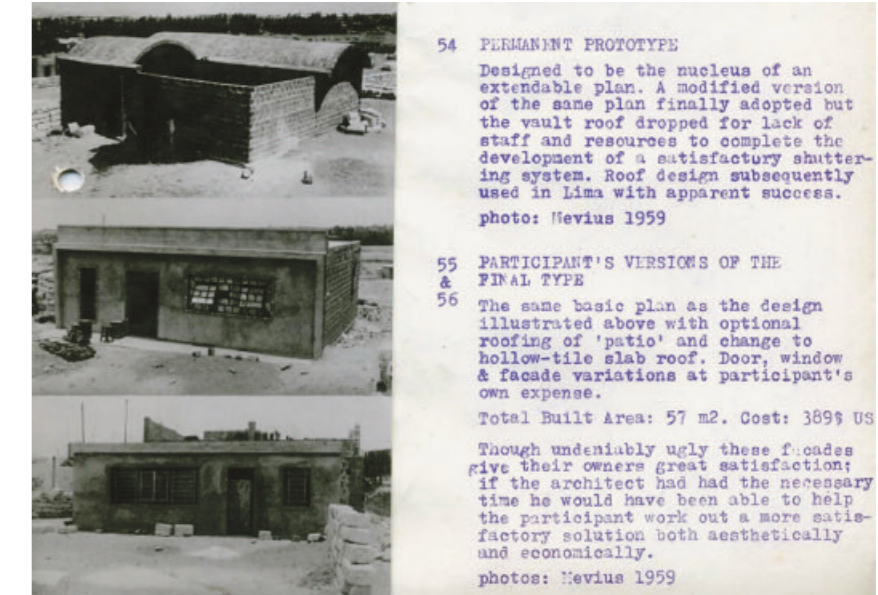 54 PERMANENT PROTOTYPE
Designed to be the nucleus of an
extendable plan. A modified version
of the same plan finally adopted but
the vault roof dropped for lack of
staff and resources to complete the
development of a satisfactory shutter-
ing system. Roof design subsequently
used in Lima with apparent success.
photo: Mevius 1959
55 PARTICIPANT'S VERSIONS OF THE
& FINAL TYPE
56
The same basic plan as the design
illustrated above with optional
roofing of 'patio' and change to
hollow-tile slab roof. Door, window
& facade variations at participant's
own expense.
Total Built Area: 57 m2. Cost: 389$ US
Though undeniably ugly these facades
give their owners great satisfaction;
if the architect had had the necessary
time he would have been able to help
the participant work out a more satis-
factory solution both aesthetically
and economically.
photos: Mevius 1959